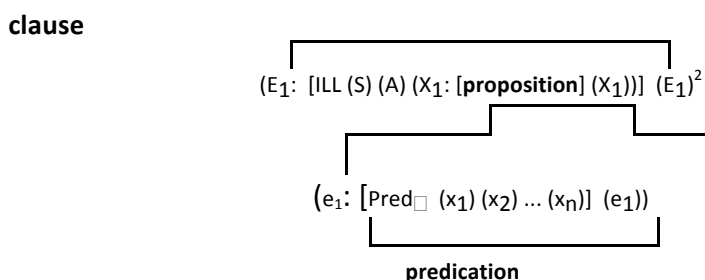 clause
(E1: [ILL (S) (A) (X1: [proposition] (X1))] (E1)2
(e1: [Pred□ (x1) (x2) ... (xn)] (e1))
predication